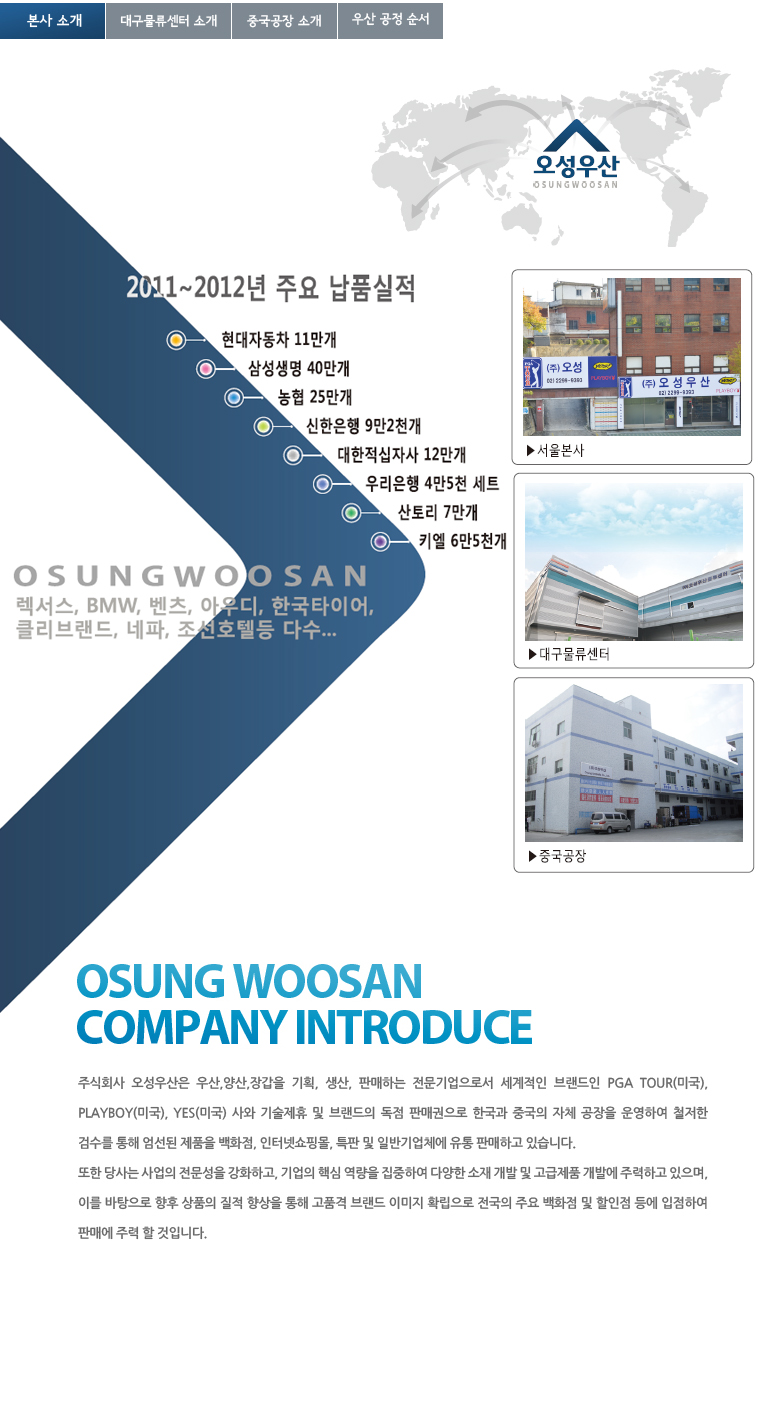 본사 소개
대구물류센터 소개
중국공장 소개
우산 공정 순서
오성우산
OSUNGWOOSAN
2011~2012년 주요 납품실적
현대자동차 11만개
삼성생명 40만개
농협 25만개
신한은행 9만2천개
대한적십자사 12만개
우리은행 4만5천 세트
산토리 7만개
키엘 6만5천개
OSUNGWOOSAN
렉서스, BMW, 벤츠, 아우디, 한국타이어,
클리브랜드, 네파, 조선호텔등 다수...
(주) 오성
02) 2299-9393
PLAYBOY
(주) 오성우산
02) 2299-9393
PLAYBOY
▶서울본사
▶대구물류센터
▶중국공장
OSUNG WOOSAN
COMPANY INTRODUCE
주식회사 오성우산은 우산,양산,장갑을 기획, 생산, 판매하는 전문기업으로서 세계적인 브랜드인 PGA TOUR(미국),
PLAYBOY(미국), YES(미국) 사와 기술제휴 및 브랜드의 독점 판매권으로 한국과 중국의 자체 공장을 운영하여 철저한
검수를 통해 엄선된 제품을 백화점, 인터넷쇼핑몰, 특판 및 일반기업체에 유통 판매하고 있습니다.
또한 당사는 사업의 전문성을 강화하고, 기업의 핵심 역량을 집중하여 다양한 소재 개발 및 고급제품 개발에 주력하고 있으며,
이를 바탕으로 향후 상품의 질적 향상을 통해 고품격 브랜드 이미지 확립으로 전국의 주요 백화점 및 할인점 등에 입점하여
판매에 주력 할 것입니다.